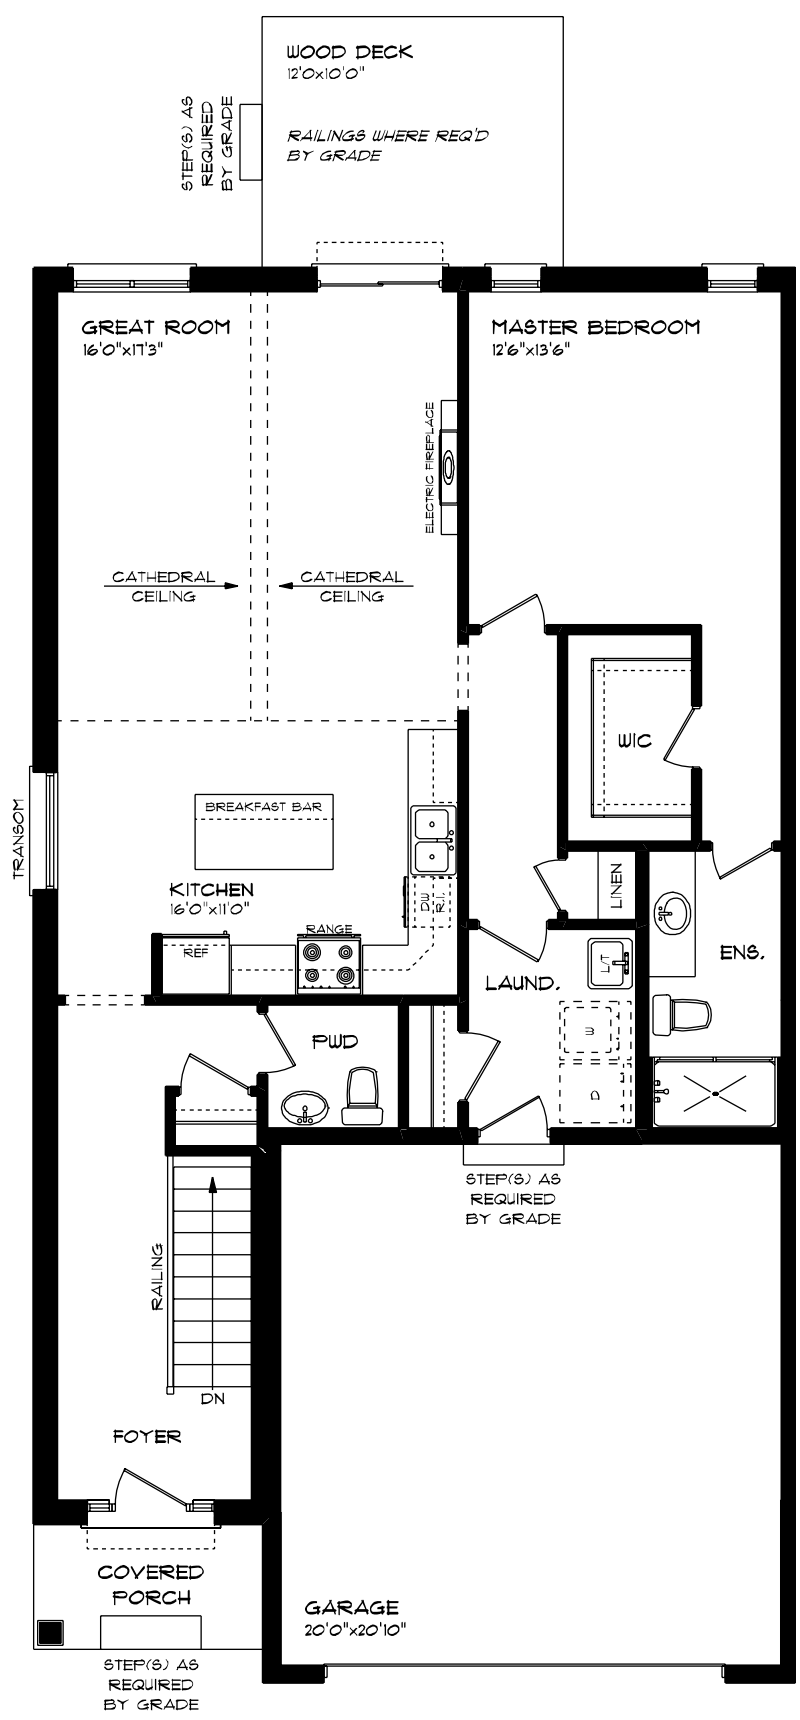 WOOD DECK
12'0x10'0"
STEP(S) AS
REQUIRED
BY GRADE
RAILINGS WHERE REQ'D
BY GRADE
GREAT ROOM
16'0"x17'3"
MASTER BEDROOM
12'6"x13'6"
ELECTRIC FIREPLACE
CATHEDRAL
CEILING
CATHEDRAL
CEILING
WIC
TRANSOM
BREAKFAST BAR
KITCHEN
16'0"x11'0"
DW
R.I.
LINEN
RANGE
REF
LAUND.
L/T
ENS.
W
PWD
D
STEP(S) AS
REQUIRED
BY GRADE
RAILING
DN
FOYER
COVERED
PORCH
GARAGE
20'0"x20'10"
STEP(S) AS
REQUIRED
BY GRADE